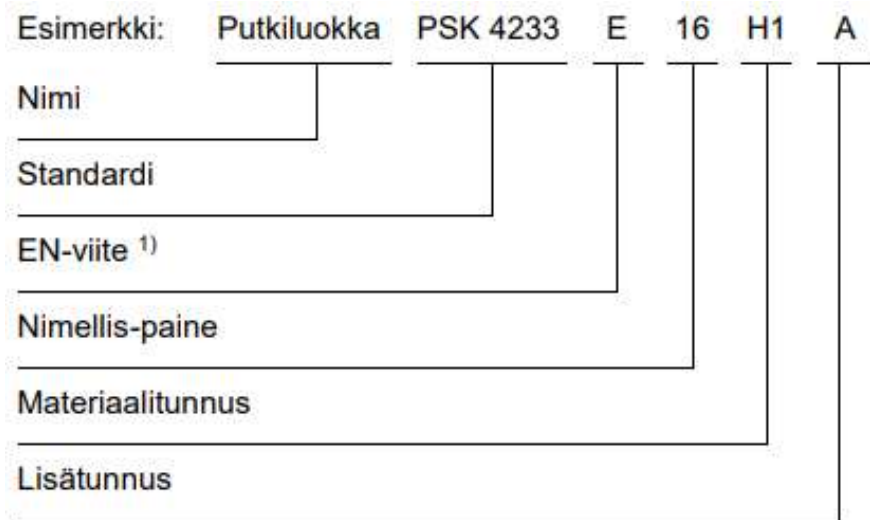 Esimerkki: Putkiluokka PSK 4233 E 16 H1 A
Nimi
Standardi
EN-viite ¹⁾
Nimellis-paine
Materiaalitunnus
Lisätunnus